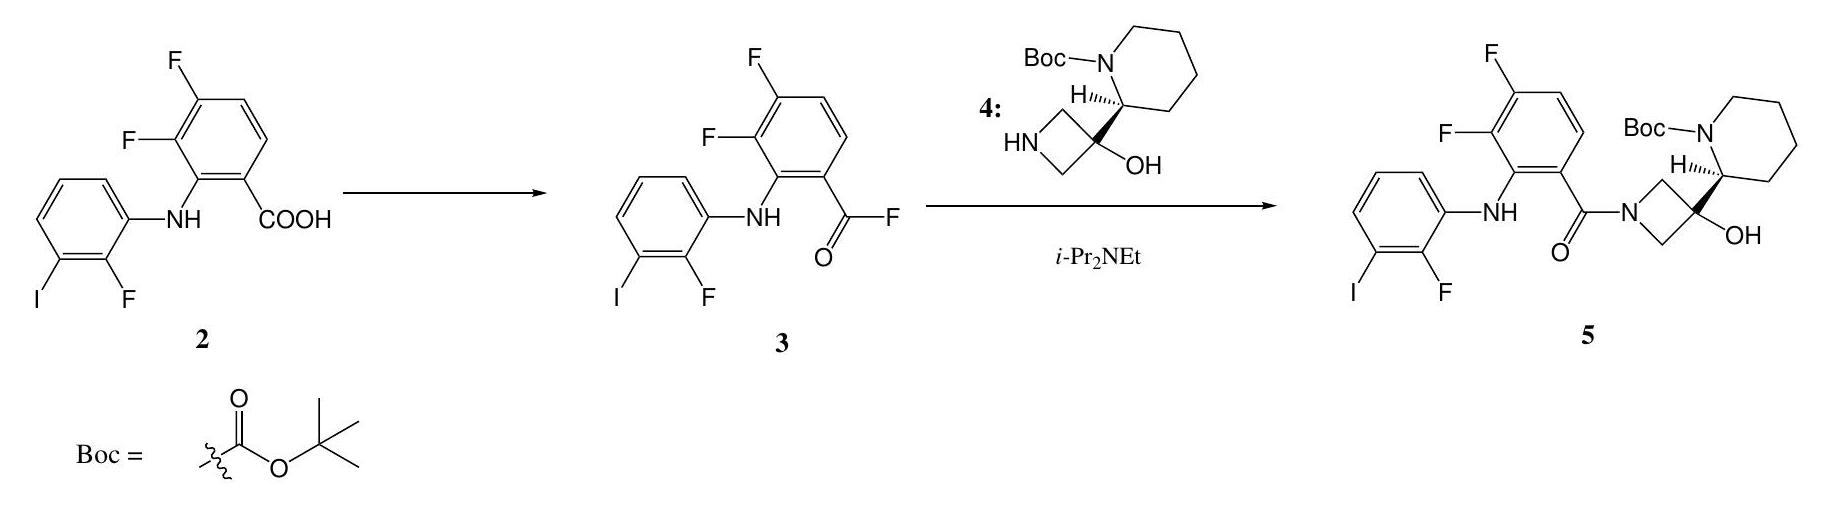 F
F
NH
COOH
I
F
2
F
F
NH
F
O
I
F
3
4:
Boc
N
H
HN
OH
i-Pr₂NEt
F
F
NH
O
N
Boc
N
H
OH
I
F
5
Boc =
O
O